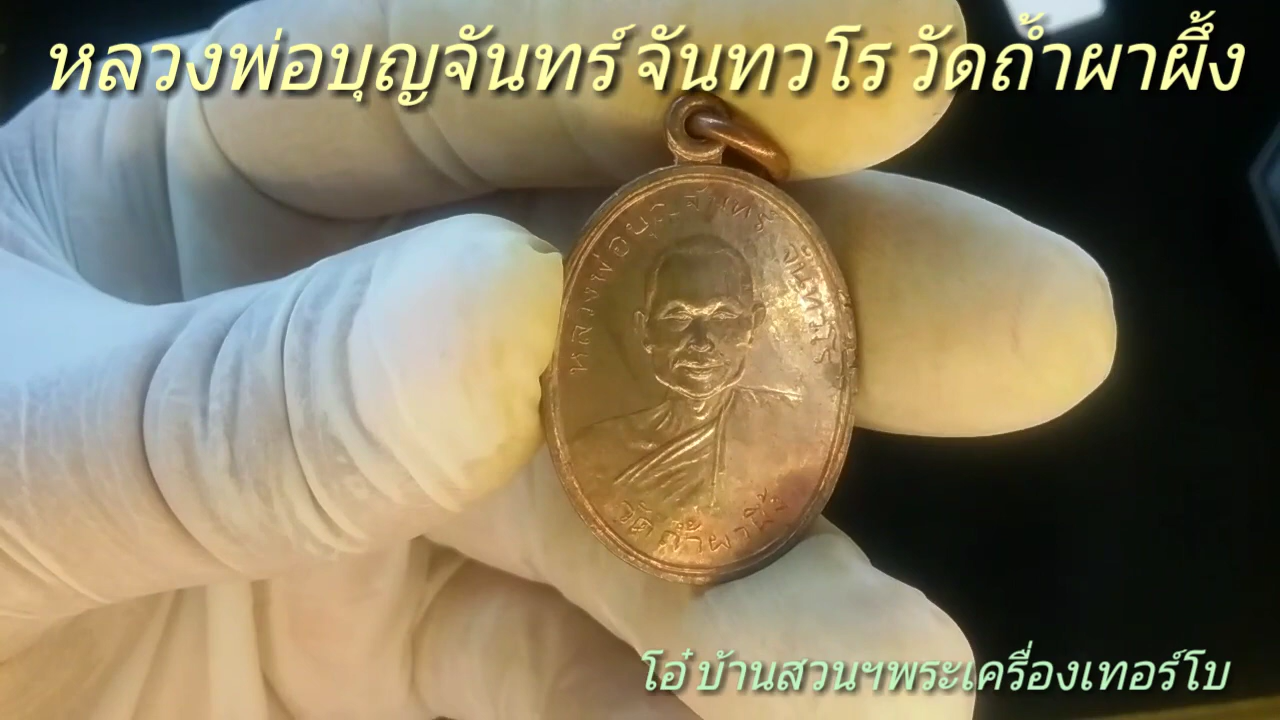 หลวงพ่อบุญจันทร์ จันทวโร วัดถ้ำผาผึ้ง
หลวงพ่อบุญจันทร์ จันทวโร
วัดถ้ำผาผึ้ง
โอ๋ บ้านสวนฯพระเครื่องเทอร์โบ